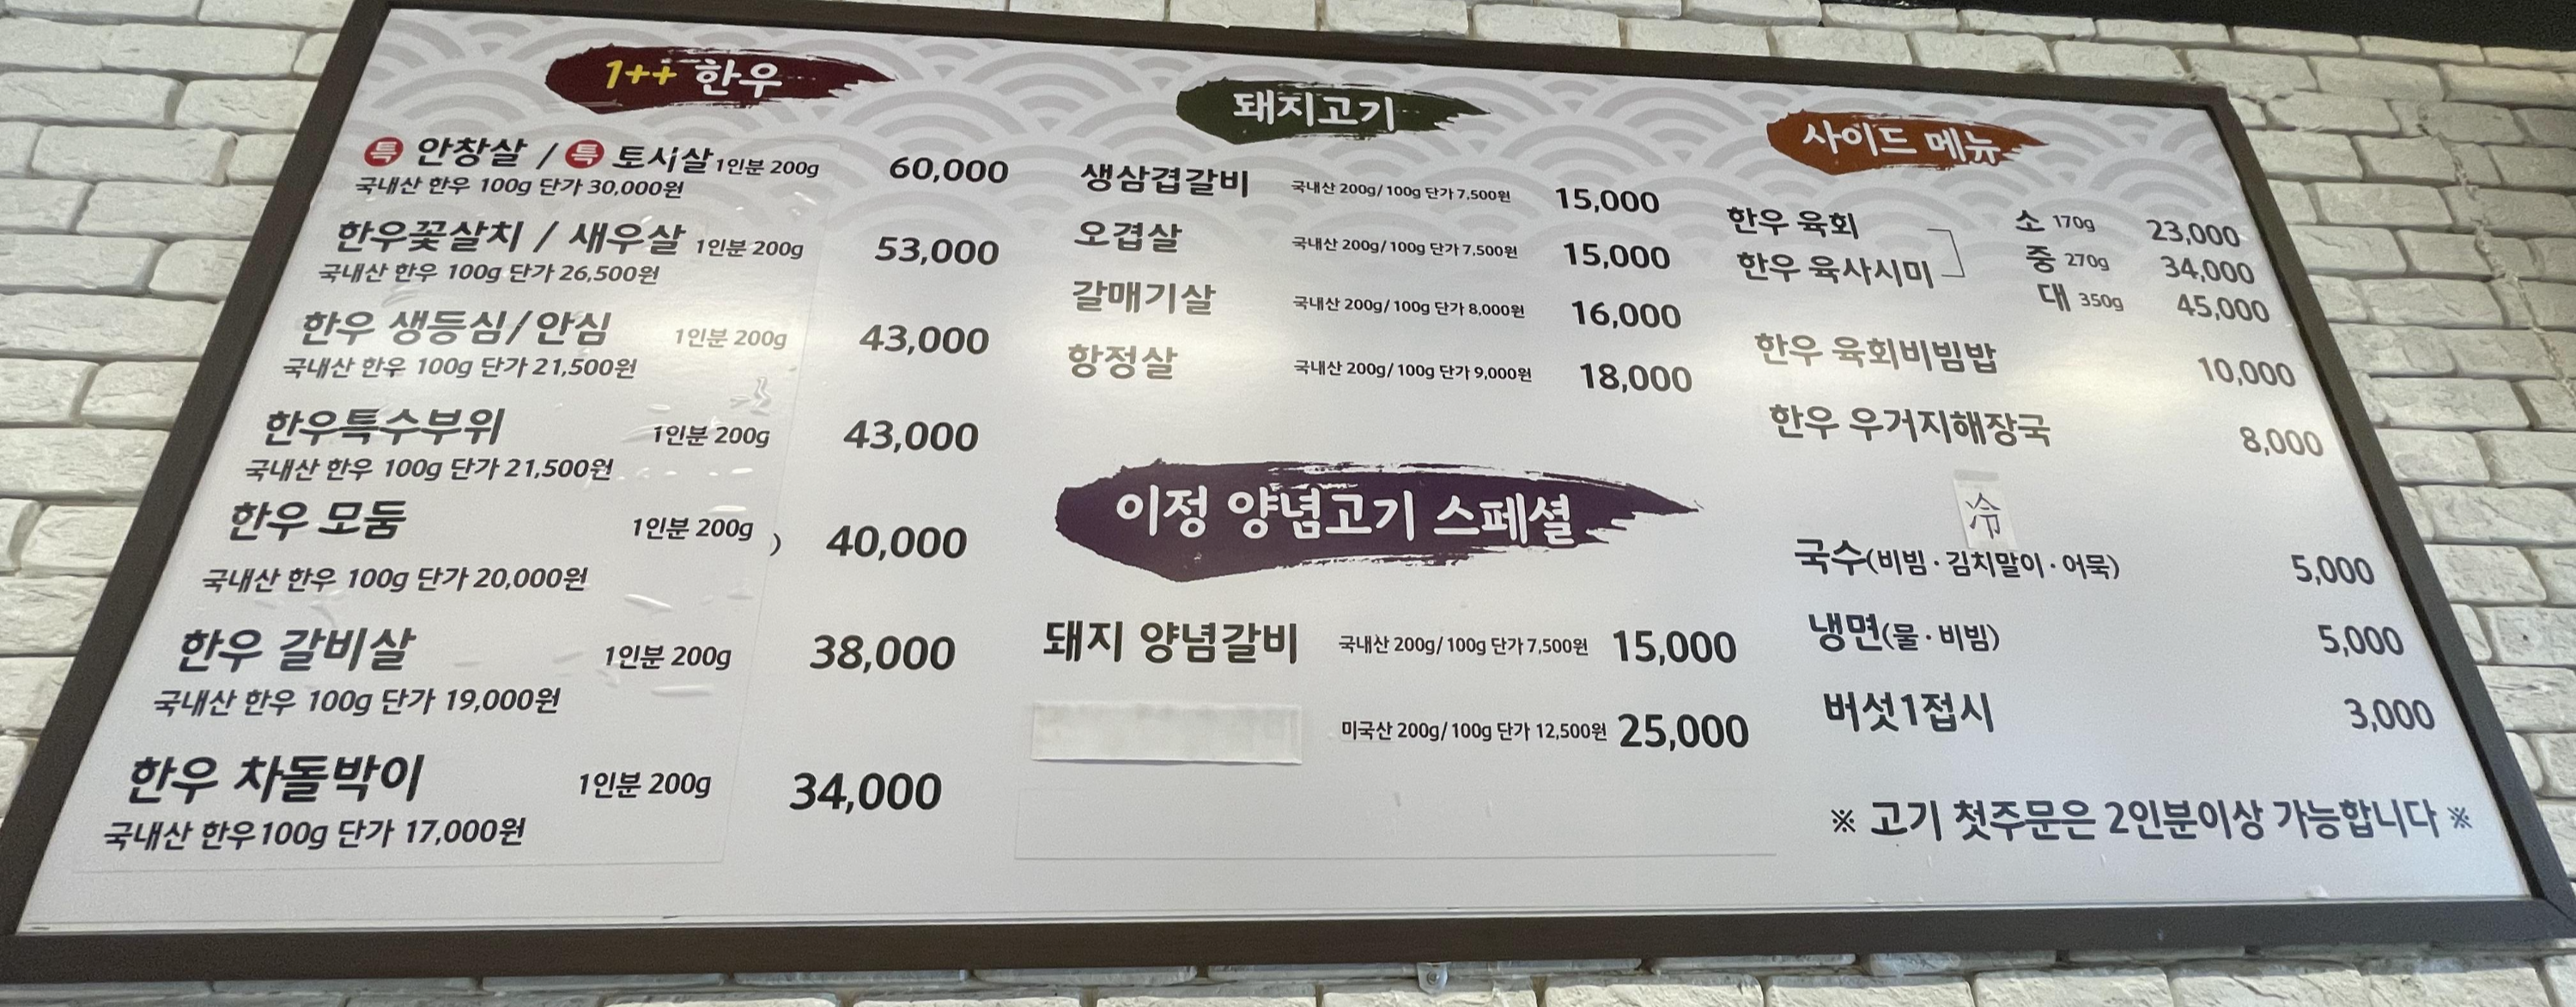 1++ 한우
특 안창살 / 특 토시살 1인분 200g 60,000
국내산 한우 100g 단가 30,000원
한우꽃살치 / 새우살 1인분 200g 53,000
국내산 한우 100g 단가 26,500원
한우 생등심/안심 1인분 200g 43,000
국내산 한우 100g 단가 21,500원
한우특수부위 1인분 200g 43,000
국내산 한우 100g 단가 21,500원
한우 모둠 1인분 200g ) 40,000
국내산 한우 100g 단가 20,000원
한우 갈비살 1인분 200g 38,000
국내산 한우 100g 단가 19,000원
한우 차돌박이 1인분 200g 34,000
국내산 한우100g 단가 17,000원
돼지고기
생삼겹갈비 국내산 200g/100g 단가 7,500원 15,000
오겹살 국내산 200g/100g 단가 7,500원 15,000
갈매기살 국내산 200g/100g 단가 8,000원 16,000
항정살 국내산 200g/100g 단가 9,000원 18,000
이정 양념고기 스페셜
돼지 양념갈비 국내산 200g/100g 단가 7,500원 15,000
미국산 200g/100g 단가 12,500원 25,000
사이드 메뉴
한우 육회 소 170g 23,000
한우 육사시미 중 270g 34,000
대 350g 45,000
한우 육회비빔밥 10,000
한우 우거지해장국 8,000
冷
국수(비빔 · 김치말이 · 어묵) 5,000
냉면(물 · 비빔) 5,000
버섯1접시 3,000
※ 고기 첫주문은 2인분이상 가능합니다 ※